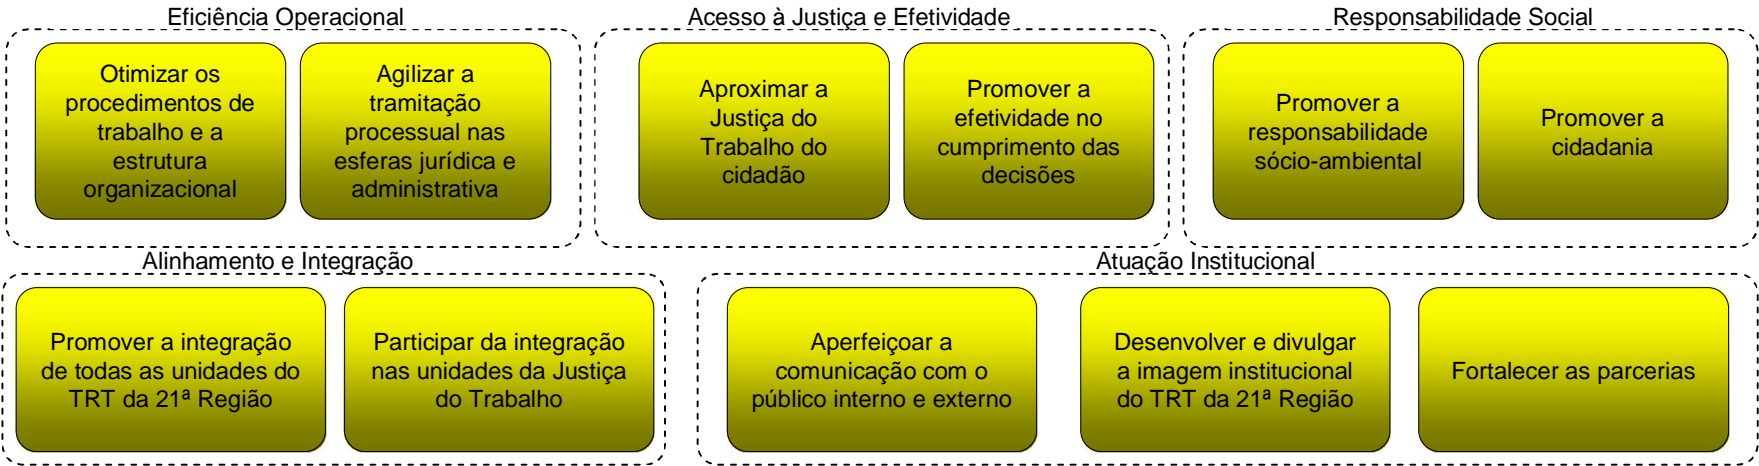 Eficiência Operacional
Otimizar os
procedimentos de
trabalho e a
estrutura
organizacional
Agilizar a
tramitação
processual nas
esferas jurídica e
administrativa
Acesso à Justiça e Efetividade
Aproximar a
Justiça do
Trabalho do
cidadão
Promover a
efetividade no
cumprimento das
decisões
Responsabilidade Social
Promover a
responsabilidade
sócio-ambiental
Promover a
cidadania
Alinhamento e Integração
Promover a integração
de todas as unidades do
TRT da 21ª Região
Participar da integração
nas unidades da Justiça
do Trabalho
Atuação Institucional
Aperfeiçoar a
comunicação com o
público interno e externo
Desenvolver e divulgar
a imagem institucional
do TRT da 21ª Região
Fortalecer as parcerias